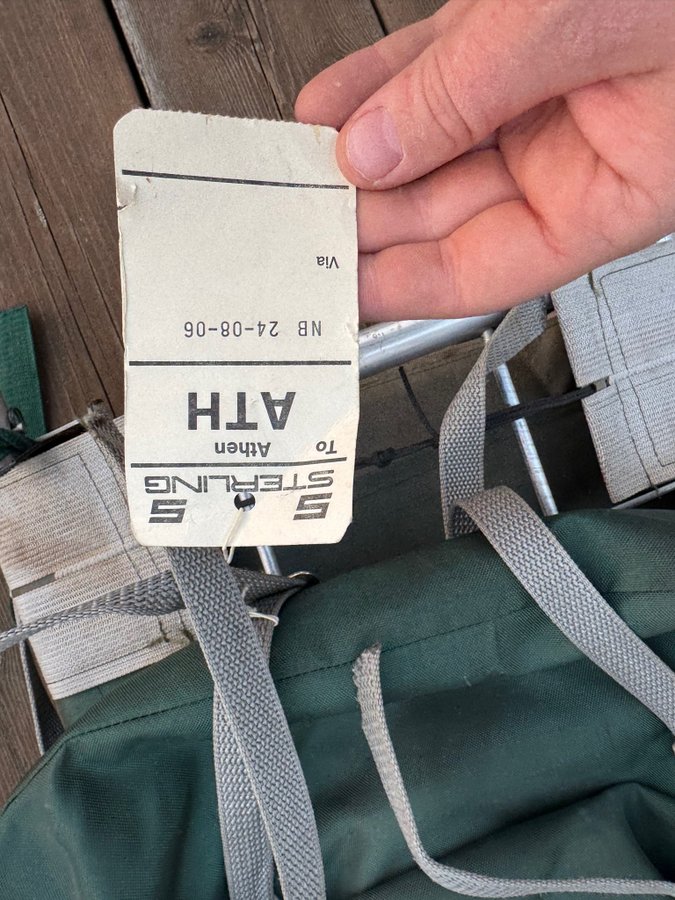 S S
STERLING
To Athen
ATH
NB 24-08-06
Via